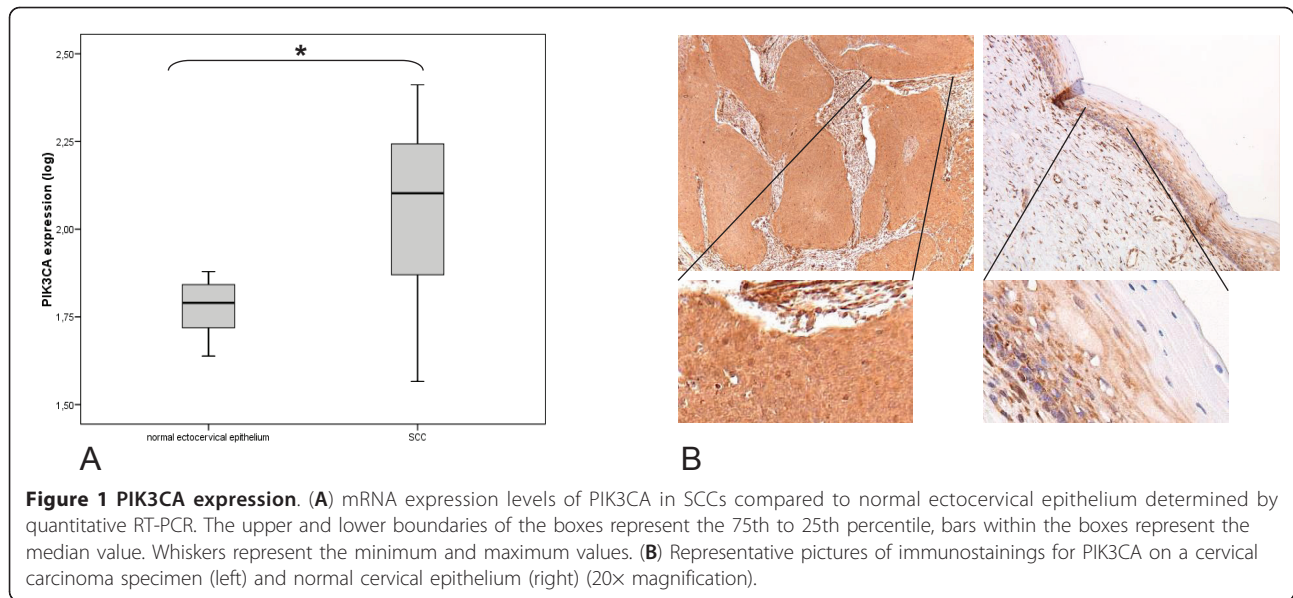 *
B
2,50
2,25
2,00
1,75
1,50
PIK3CA expression (log)
normal ectocervical epithelium
SCC
A
B
Figure 1 PIK3CA expression. (A) mRNA expression levels of PIK3CA in SCCs compared to normal ectocervical epithelium determined by
quantitative RT-PCR. The upper and lower boundaries of the boxes represent the 75th to 25th percentile, bars within the boxes represent the
median value. Whiskers represent the minimum and maximum values. (B) Representative pictures of immunostainings for PIK3CA on a cervical
carcinoma specimen (left) and normal cervical epithelium (right) (20× magnification).